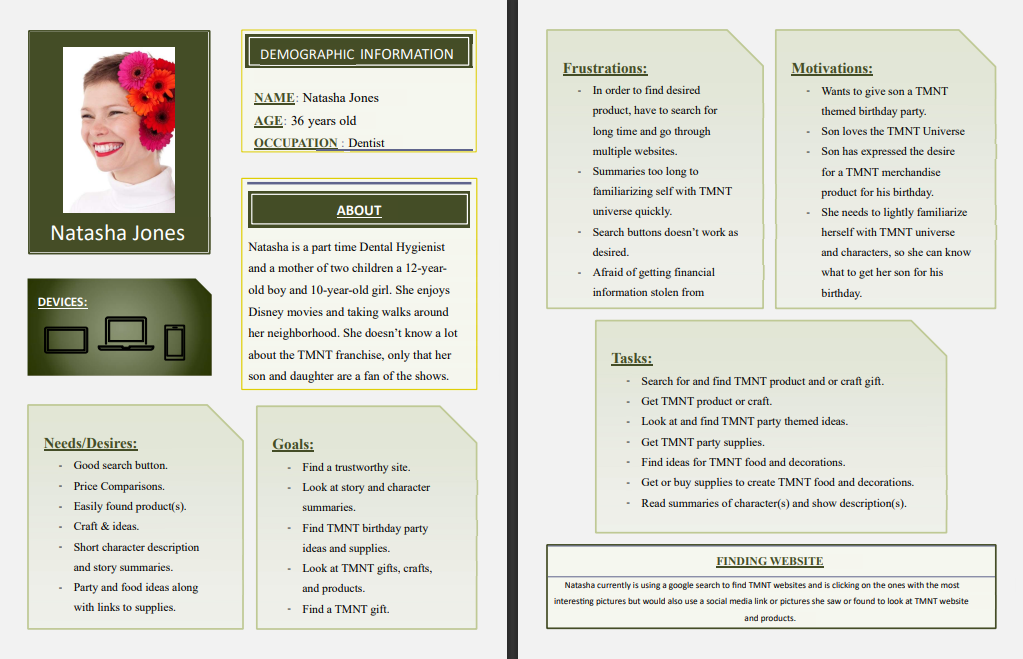 Natasha Jones
DEMOGRAPHIC INFORMATION
NAME: Natasha Jones
AGE: 36 years old
OCCUPATION : Dentist
ABOUT
Natasha is a part time Dental Hygienist
and a mother of two children a 12-year-
old boy and 10-year-old girl. She enjoys
Disney movies and taking walks around
her neighborhood. She doesn't know a lot
about the TMNT franchise, only that her
son and daughter are a fan of the shows.
DEVICES:
Needs/Desires:
- Good search button.
- Price Comparisons.
- Easily found product(s).
- Craft & ideas.
- Short character description
and story summaries.
- Party and food ideas along
with links to supplies.
Goals:
- Find a trustworthy site.
- Look at story and character
summaries.
- Find TMNT birthday party
ideas and supplies.
- Look at TMNT gifts, crafts,
and products.
- Find a TMNT gift.
Frustrations:
- In order to find desired
product, have to search for
long time and go through
multiple websites.
- Summaries too long to
familiarizing self with TMNT
universe quickly.
- Search buttons doesn't work as
desired.
- Afraid of getting financial
information stolen from
Motivations:
- Wants to give son a TMNT
themed birthday party.
- Son loves the TMNT Universe
- Son has expressed the desire
for a TMNT merchandise
product for his birthday.
- She needs to lightly familiarize
herself with TMNT universe
and characters, so she can know
what to get her son for his
birthday.
Tasks:
- Search for and find TMNT product and or craft gift.
- Get TMNT product or craft.
- Look at and find TMNT party themed ideas.
- Get TMNT party supplies.
- Find ideas for TMNT food and decorations.
- Get or buy supplies to create TMNT food and decorations.
- Read summaries of character(s) and show description(s).
FINDING WEBSITE
Natasha currently is using a google search to find TMNT websites and is clicking on the ones with the most
interesting pictures but would also use a social media link or pictures she saw or found to look at TMNT website
and products.